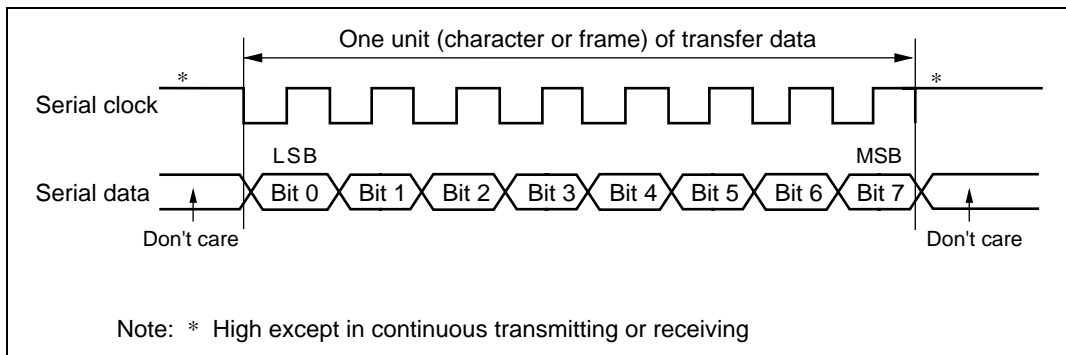 One unit (character or frame) of transfer data
* *
Serial clock
LSB MSB
Serial data Bit 0 Bit 1 Bit 2 Bit 3 Bit 4 Bit 5 Bit 6 Bit 7
Don't care Don't care
Note: * High except in continuous transmitting or receiving